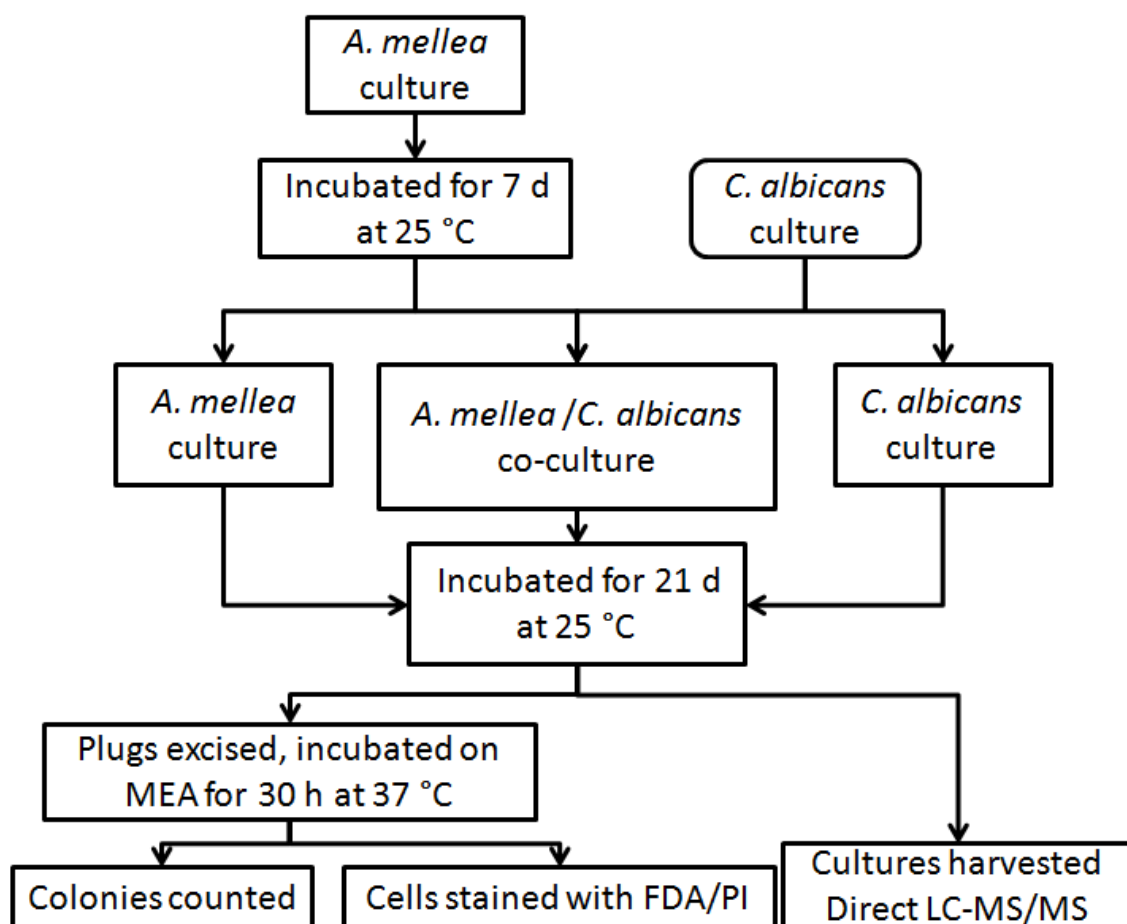 A. mellea
culture
Incubated for 7 d
at 25 °C
C. albicans
culture
A. mellea
culture
A. mellea /C. albicans
co-culture
C. albicans
culture
Incubated for 21 d
at 25 °C
Plugs excised, incubated on
MEA for 30 h at 37 °C
Colonies counted
Cells stained with FDA/PI
Cultures harvested
Direct LC-MS/MS